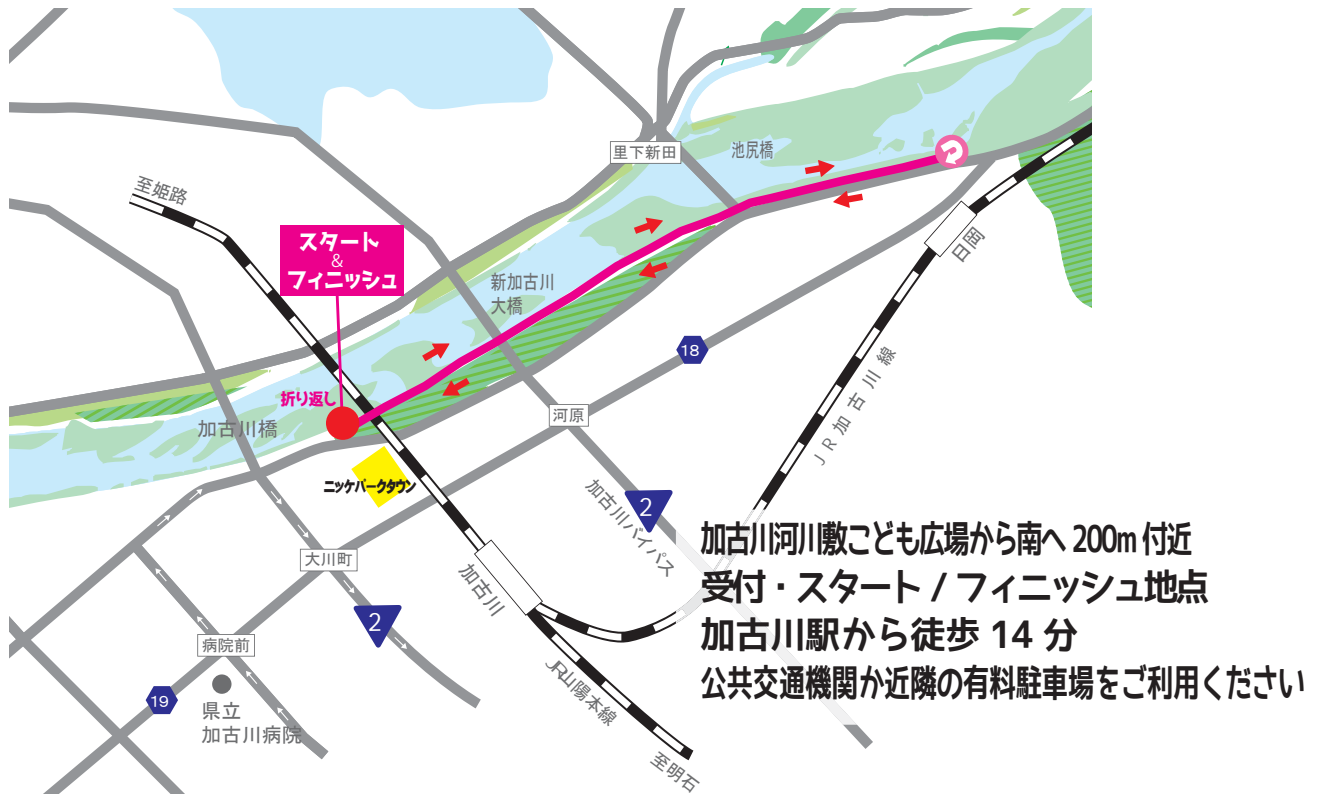 里下新田
池尻橋
至姫路
スタート
&
フィニッシュ
日岡
新加古川
大橋
18
JR加古川線
折り返し
加古川橋
河原
ニッケパークタウン
加古川バイパス
2
大川町
加古川
2
病院前
19
県立
加古川病院
JR山陽本線
至明石
加古川河川敷こども広場から南へ 200m 付近
受付・スタート / フィニッシュ地点
加古川駅から徒歩 14 分
公共交通機関か近隣の有料駐車場をご利用ください